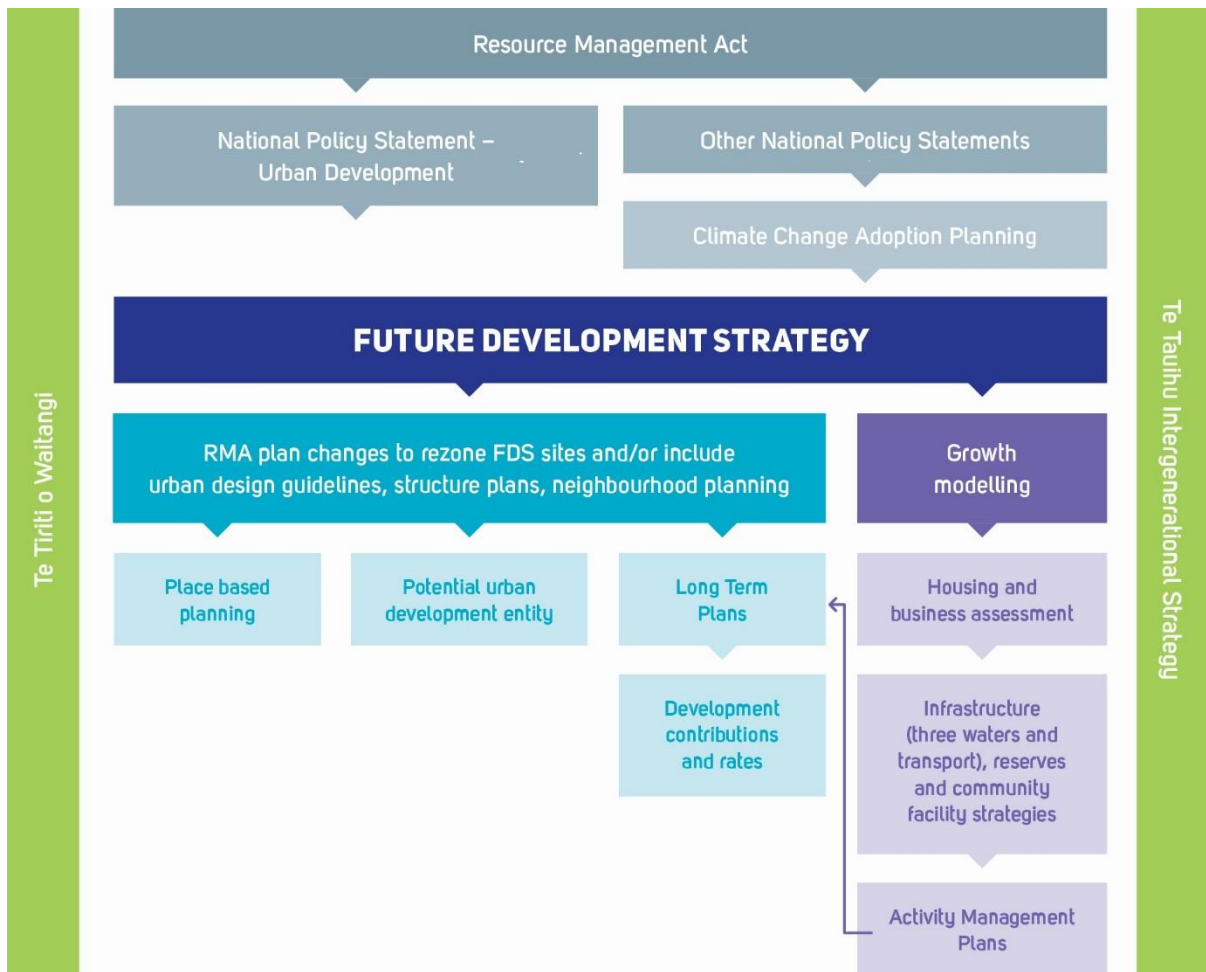 Resource Management Act
National Policy Statement –
Urban Development
Other National Policy Statements
Climate Change Adoption Planning
FUTURE DEVELOPMENT STRATEGY
RMA plan changes to rezone FDS sites and/or include
urban design guidelines, structure plans, neighbourhood planning
Growth
modelling
Place based
planning
Potential urban
development entity
Long Term
Plans
Housing and
business assessment
Development
contributions
and rates
Infrastructure
(three waters and
transport), reserves
and community
facility strategies
Activity Management
Plans
Te Tiriti o Waitangi
Te Tauihu Intergenerational Strategy